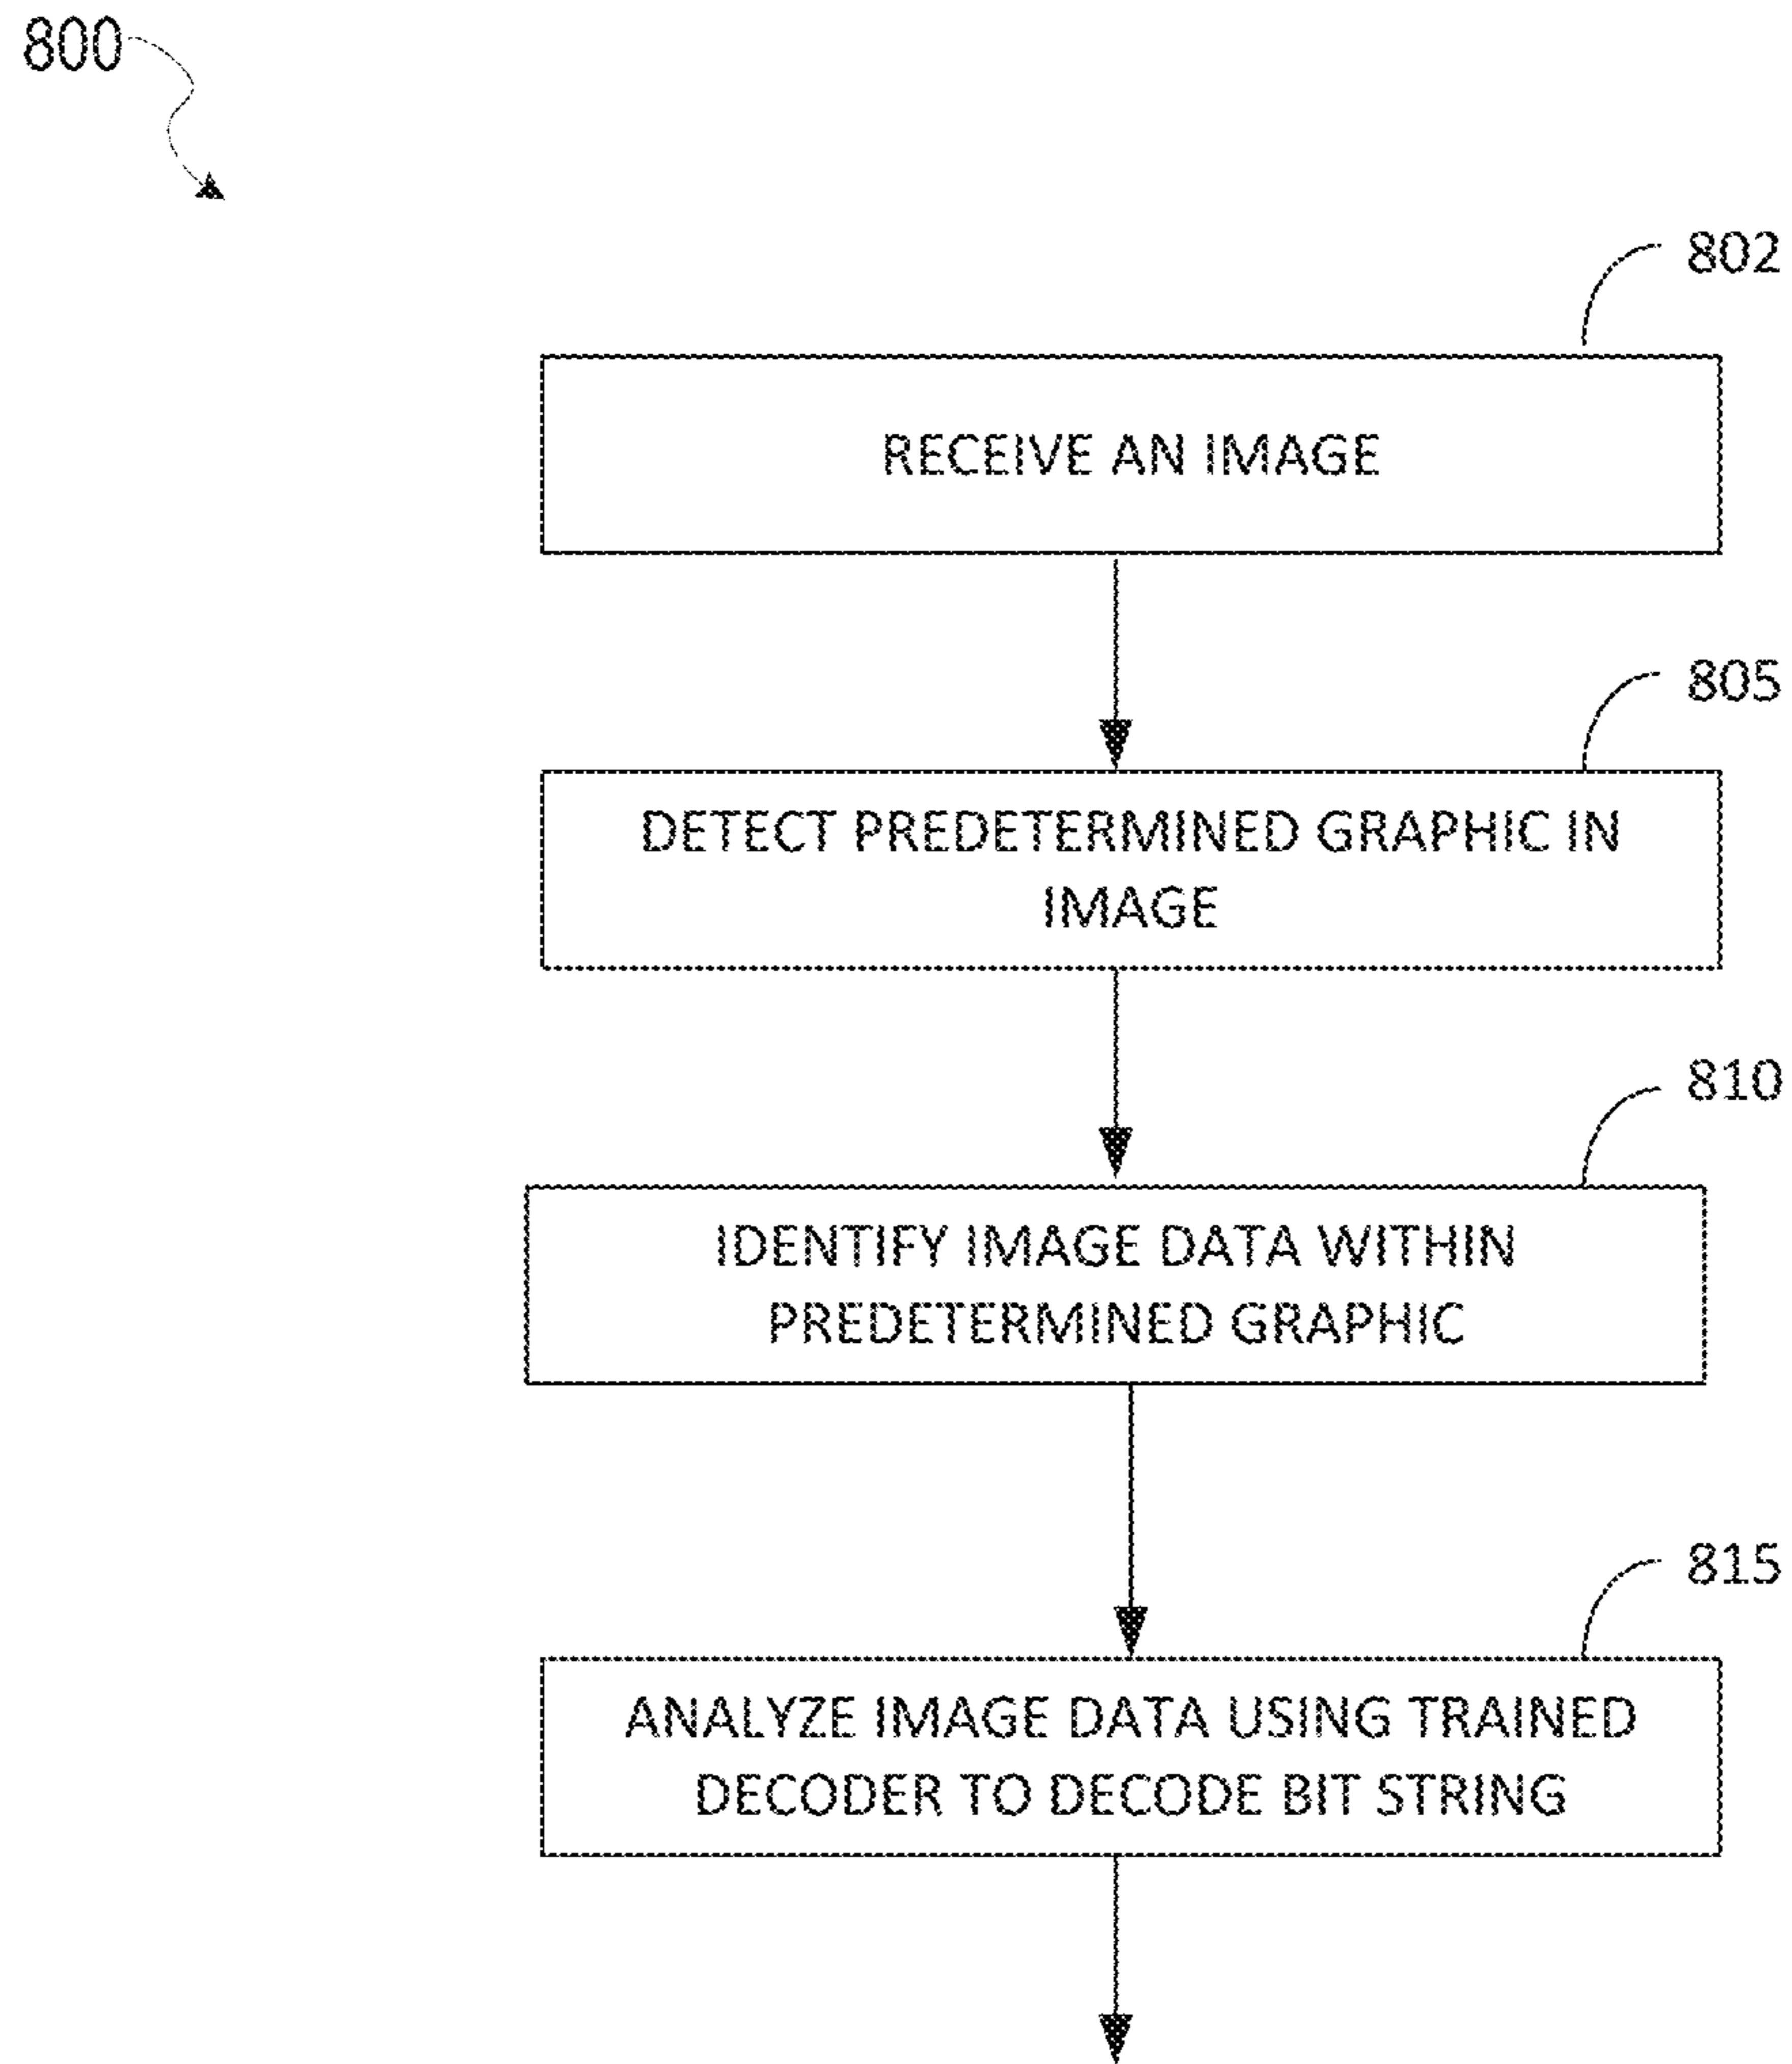 800
802
RECEIVE AN IMAGE
805
DETECT PREDETERMINED GRAPHIC IN
IMAGE
810
IDENTIFY IMAGE DATA WITHIN
PREDETERMINED GRAPHIC
815
ANALYZE IMAGE DATA USING TRAINED
DECODER TO DECODE BIT STRING